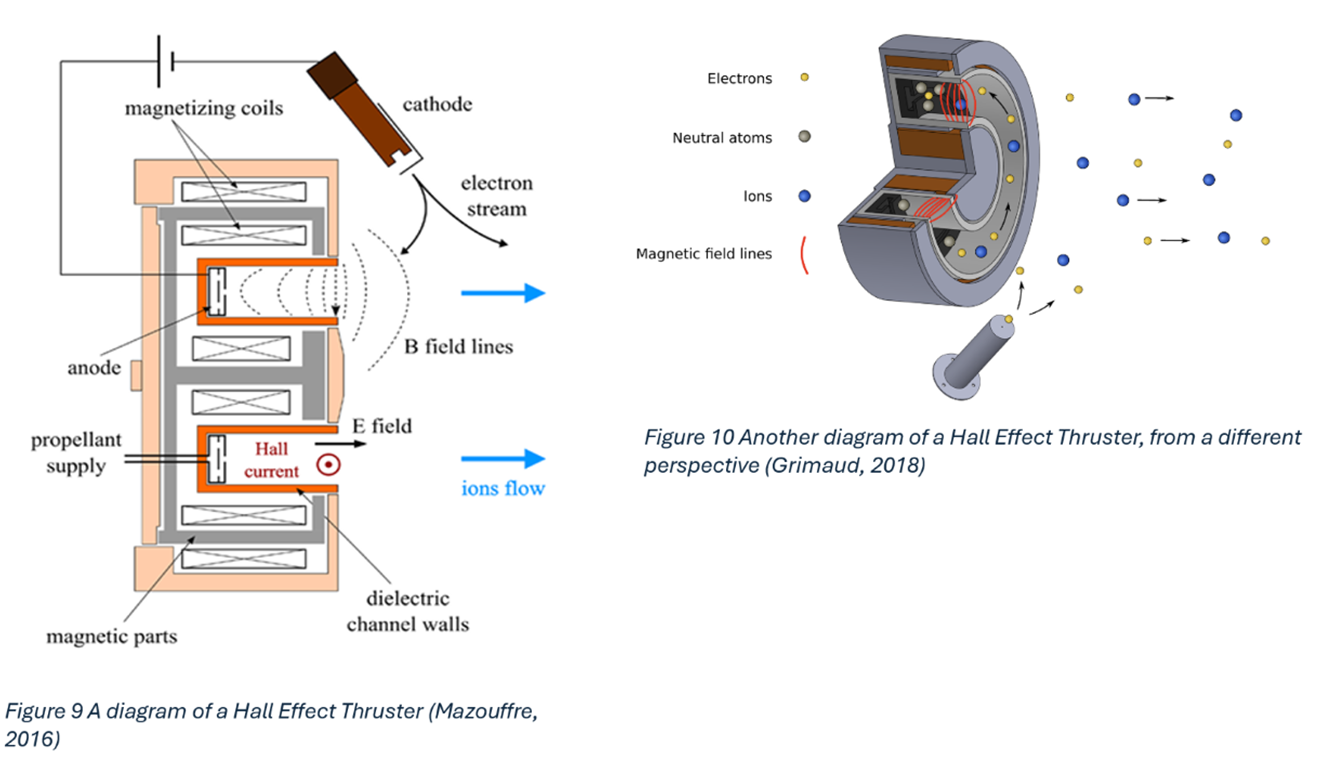 magnetizing coils
cathode
electron
stream
B field lines
anode
E field
propellant
supply
Hall
current
ions flow
dielectric
channel walls
magnetic parts
Figure 9 A diagram of a Hall Effect Thruster (Mazouffre,
2016)
Electrons
Neutral atoms
Ions
Magnetic field lines
Figure 10 Another diagram of a Hall Effect Thruster, from a different
perspective (Grimaud, 2018)